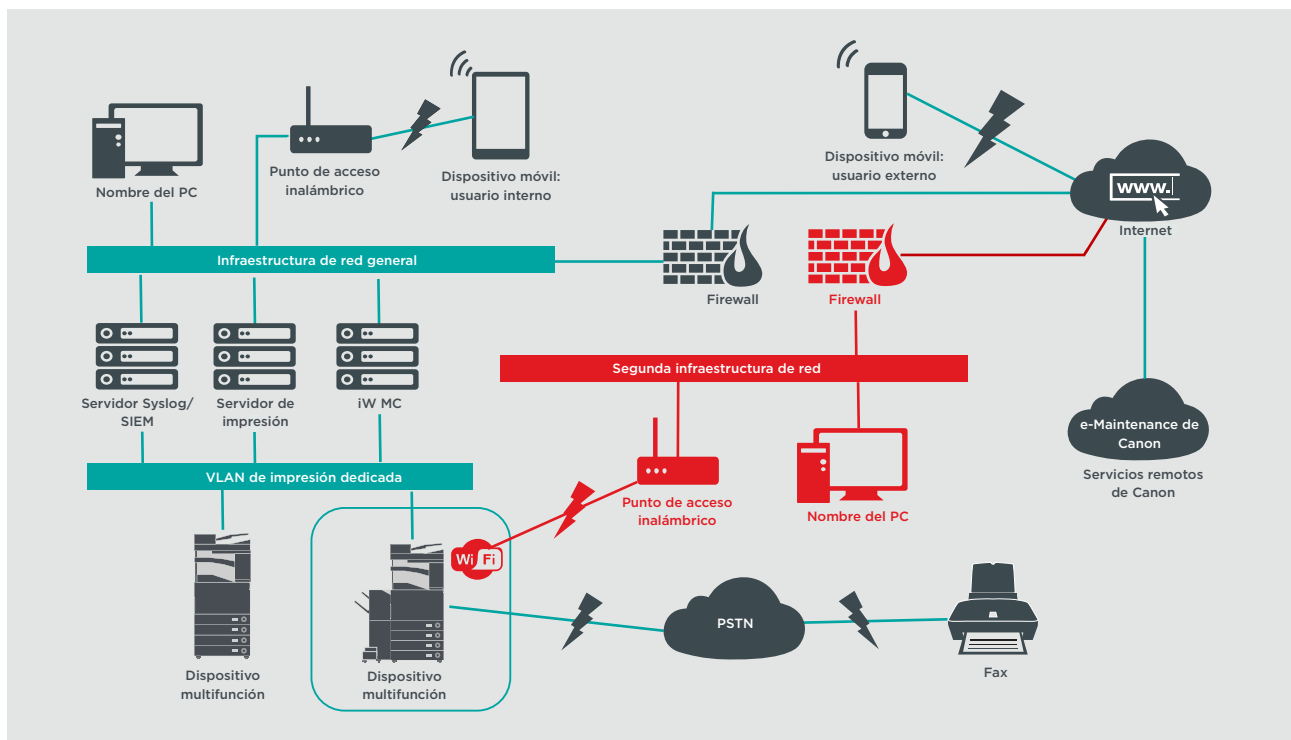 Nombre del PC
Punto de acceso
inalámbrico
Dispositivo móvil:
usuario interno
Dispositivo móvil:
usuario externo
www.
Internet
Infraestructura de red general
Firewall
Firewall
Servidor Syslog/
SIEM
Servidor de
impresión
iW MC
Segunda infraestructura de red
e-Maintenance de
Canon
Servicios remotos
de Canon
VLAN de impresión dedicada
Punto de acceso
inalámbrico
Nombre del PC
Wi Fi
PSTN
Fax
Dispositivo
multifunción
Dispositivo
multifunción